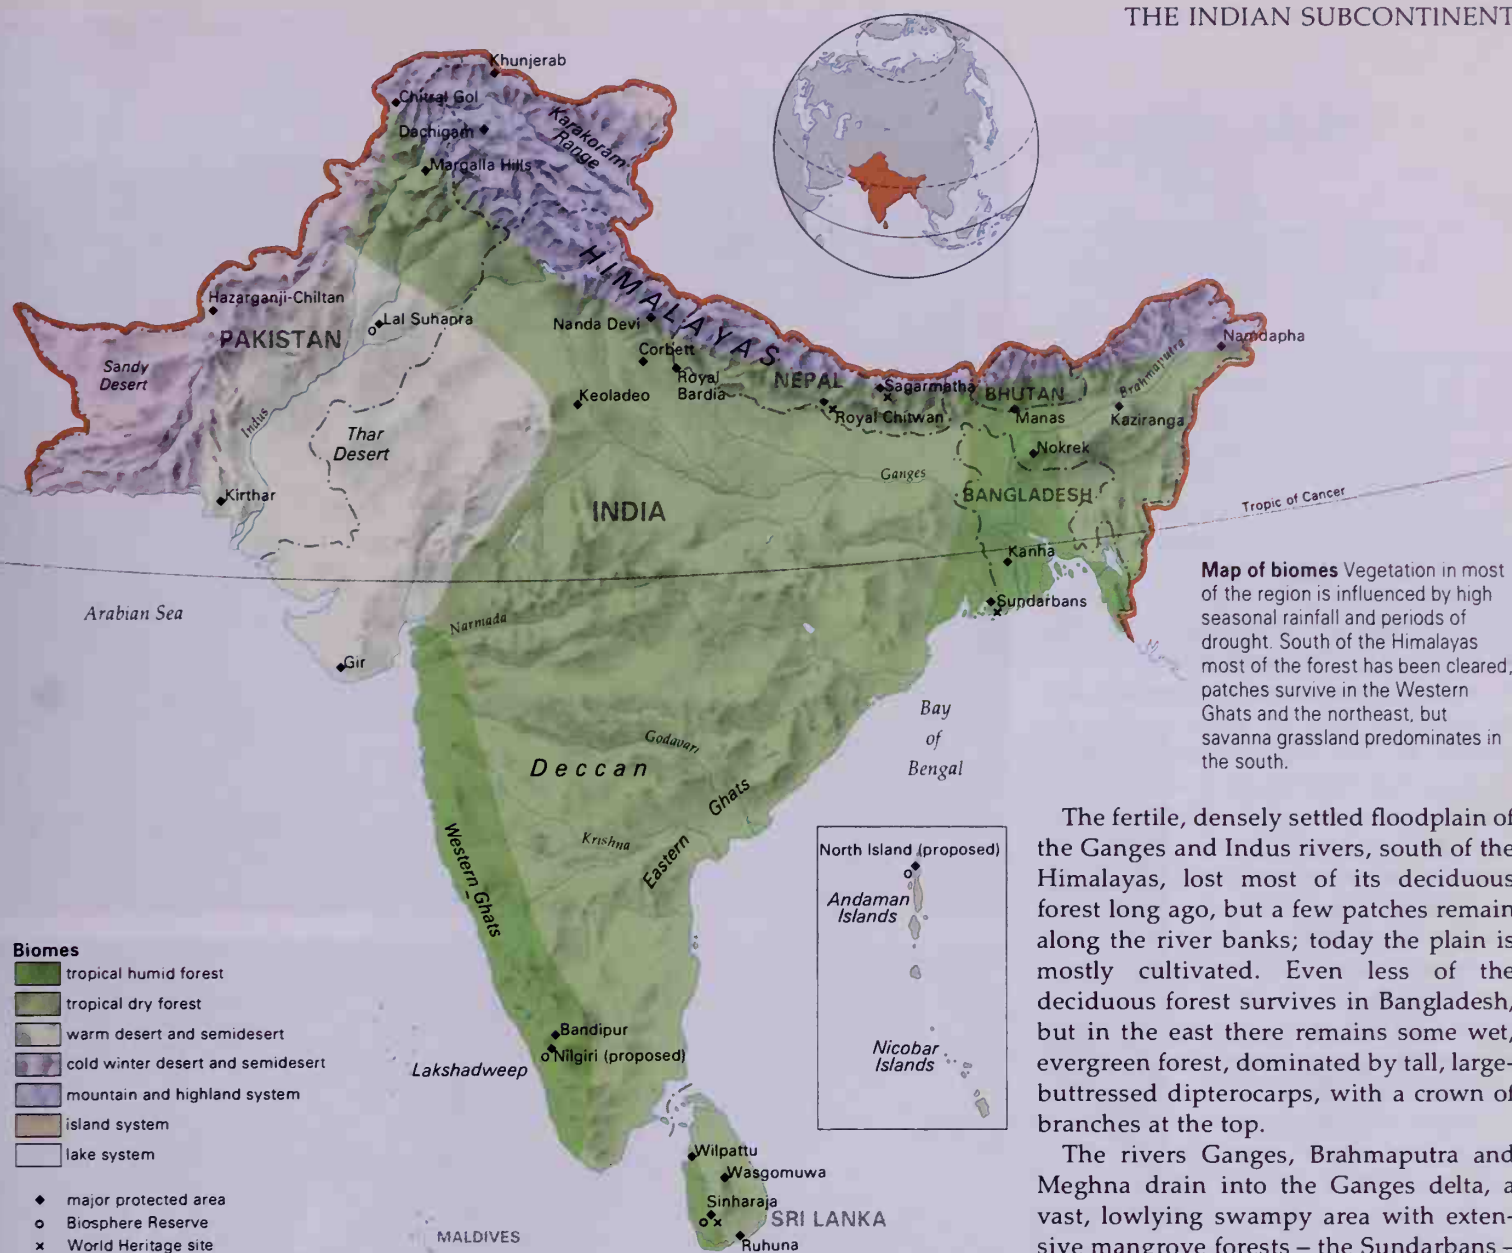 THE INDIAN SUBCONTINENT
Khunjerab
Chitral Gol
Dachigam
Karakoram
Range
Margalla Hills
HIMALAYAS
Hazarganji-Chiltan
Lal Suhapra
PAKISTAN
Sandy
Desert
Indus
Thar
Desert
Kirthar
Nanda Devi
Corbett
Royal
Bardia
Keoladeo
NEPAL
Sagarmatha
Royal Chitwan
BHUTAN
Manas
Brahmaputra
Namdapha
Kaziranga
Nokrek
Ganges
BANGLADESH
INDIA
Tropic of Cancer
Kanha
Sundarbans
Arabian Sea
Narmada
Gir
Map of biomes Vegetation in most
of the region is influenced by high
seasonal rainfall and periods of
drought. South of the Himalayas
most of the forest has been cleared,
patches survive in the Western
Ghats and the northeast, but
savanna grassland predominates in
the south.
Bay
of
Bengal
Godavari
Deccan
Krishna
Eastern Ghats
Western Ghats
North Island (proposed)
Andaman
Islands
Nicobar
Islands
Bandipur
Nilgiri (proposed)
Lakshadweep
Wilpattu
Wasgomuwa
Sinharaja
SRI LANKA
Ruhuna
MALDIVES
Biomes
tropical humid forest
tropical dry forest
warm desert and semidesert
cold winter desert and semidesert
mountain and highland system
island system
lake system
major protected area
Biosphere Reserve
World Heritage site
The fertile, densely settled floodplain of
the Ganges and Indus rivers, south of the
Himalayas, lost most of its deciduous
forest long ago, but a few patches remain
along the river banks; today the plain is
mostly cultivated. Even less of the
deciduous forest survives in Bangladesh,
but in the east there remains some wet,
evergreen forest, dominated by tall, large-
buttressed dipterocarps, with a crown of
branches at the top.
The rivers Ganges, Brahmaputra and
Meghna drain into the Ganges delta, a
vast, lowlying swampy area with exten-
sive mangrove forests – the Sundarbans –